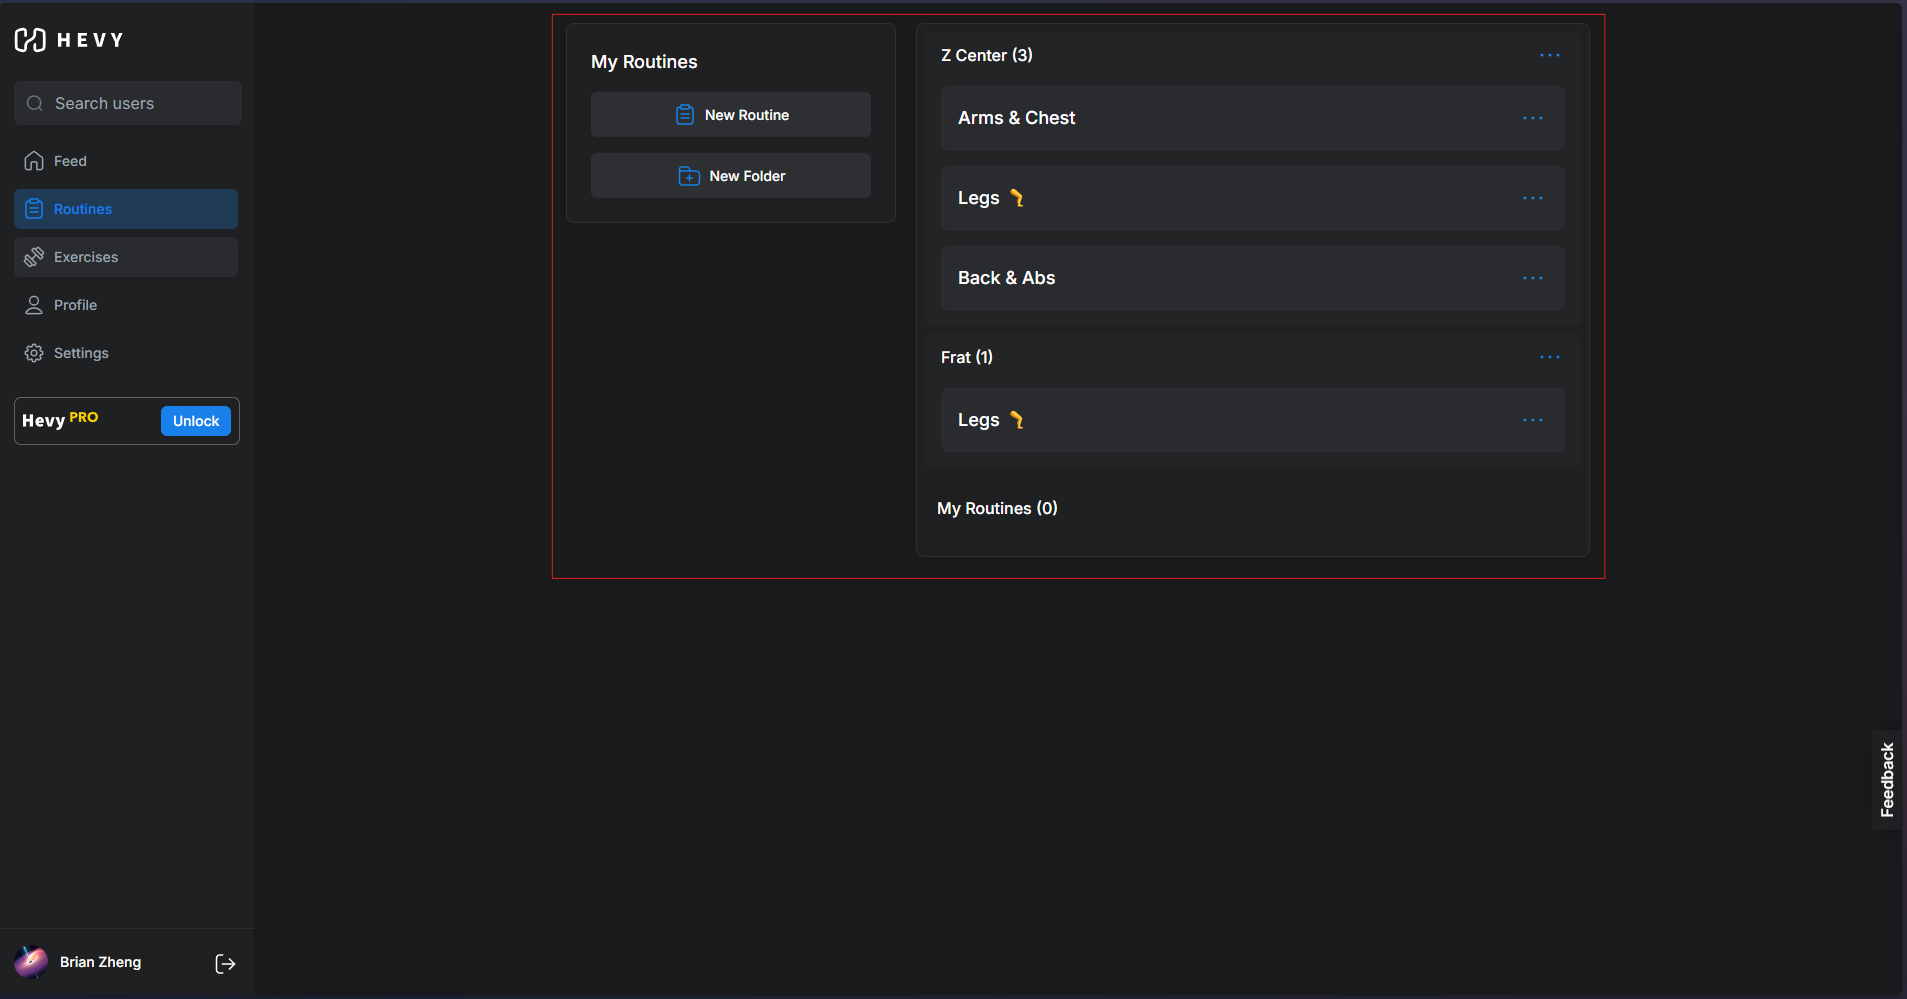 HEVY
Search users
Feed
Routines
Exercises
Profile
Settings
Hevy PRO
Unlock
Brian Zheng
My Routines
New Routine
New Folder
Z Center (3)
Arms & Chest
Legs 🦵
Back & Abs
Frat (1)
Legs 🦵
My Routines (0)
Feedback